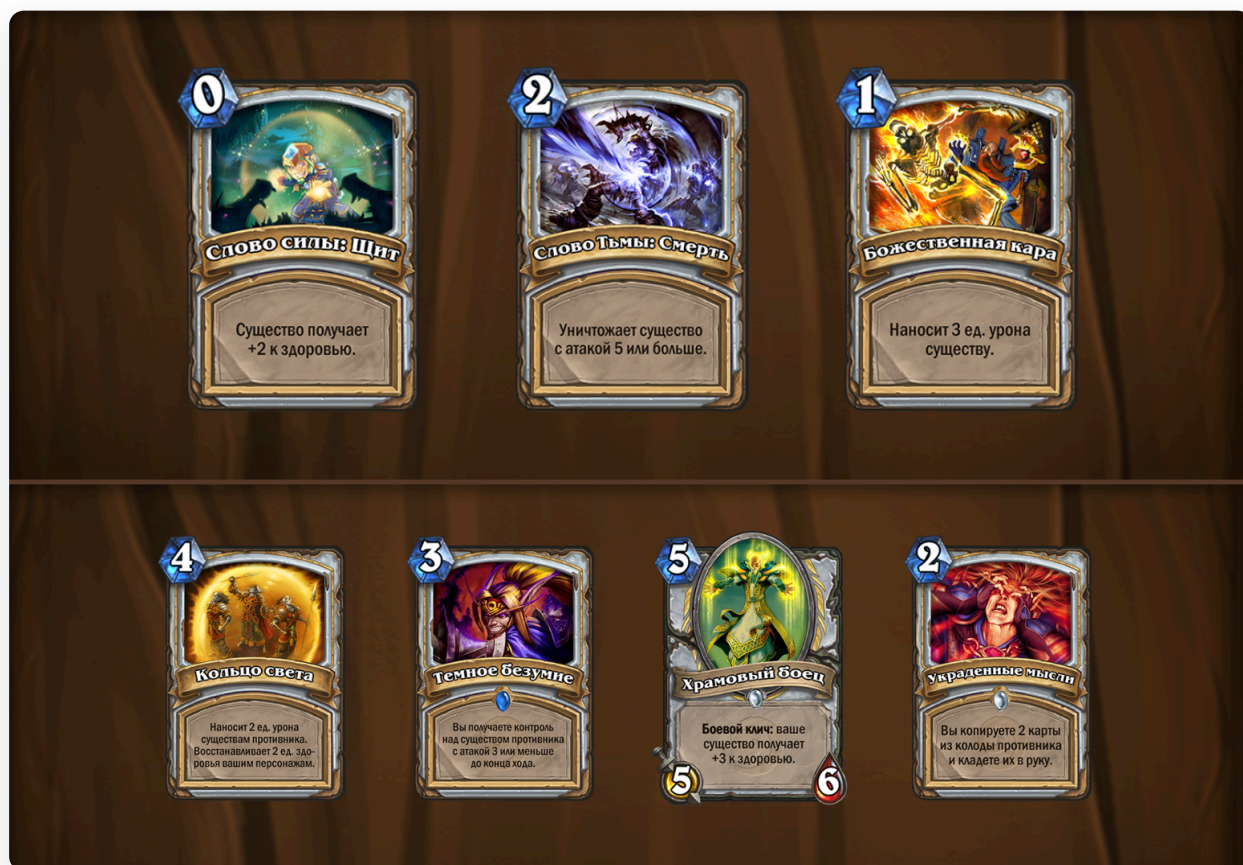 0
Слово силы: Щит
Существо получает
+2 к здоровью.
2
Слово Тьмы: Смерть
Уничтожает существо
с атакой 5 или больше.
1
Божественная кара
Наносит 3 ед. урона
существу.
4
Кольцо света
Наносит 2 ед. урона
существам противника.
Восстанавливает 2 ед. здо-
ровья вашим персонажам.
3
Темное безумие
Вы получаете контроль
над существом противника
с атакой 3 или меньше
до конца хода.
5
Храмовый боец
Боевой клич: ваше
существо получает
+3 к здоровью.
5
6
2
Украденные мысли
Вы копируете 2 карты
из колоды противника
и кладете их в руку.